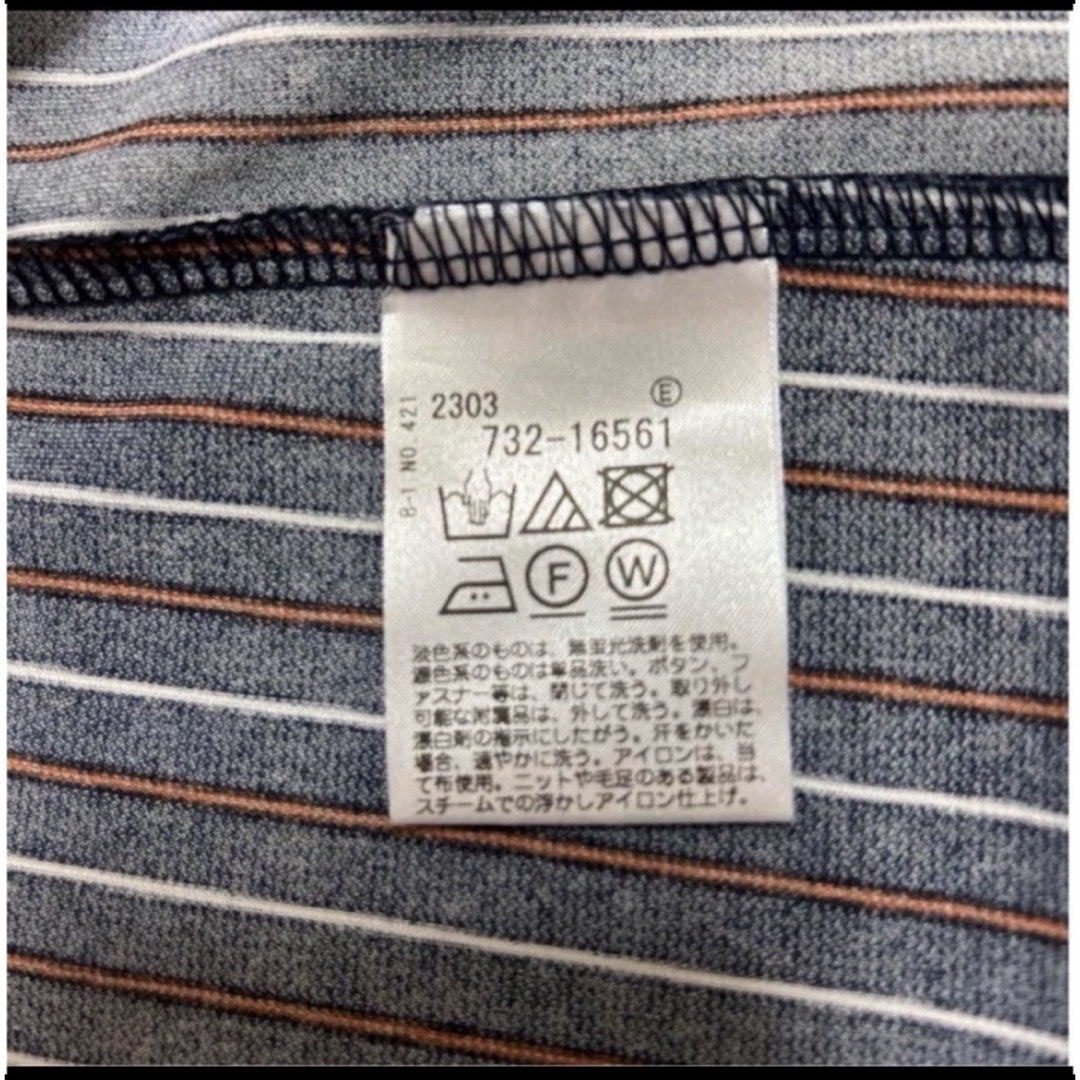 B-1 NO. 421
2303 Ⓔ
732-16561
F W
淡色系のものは、無蛍光洗剤を使用。
濃色系のものは単品洗い。ボタン、フ
ァスナー等は、閉じて洗う。取り外し
可能な附属品は、外して洗う。漂白は、
漂白剤の指示にしたがう。汗をかいた
場合、速やかに洗う。アイロンは、当
て布使用。ニットや毛足のある製品は、
スチームでの浮かしアイロン仕上げ。